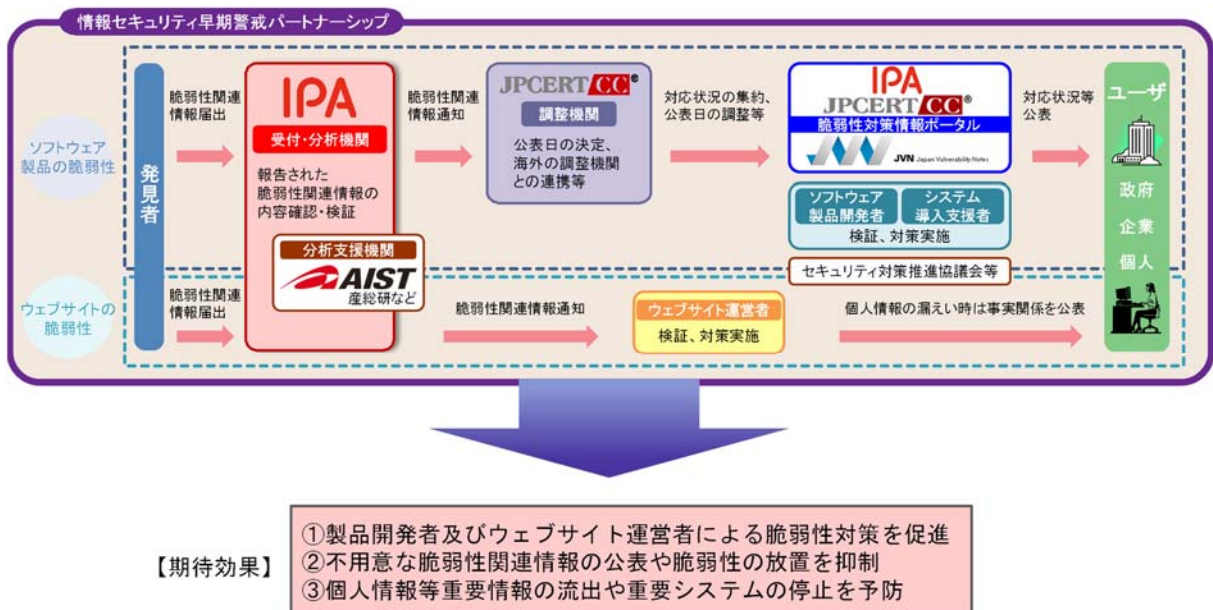 情報セキュリティ早期警戒パートナーシップ
ソフトウェア
製品の脆弱性
発見者
脆弱性関連
情報届出
IPA
受付・分析機関
報告された
脆弱性関連情報の
内容確認・検証
分析支援機関
AIST
産総研など
脆弱性関連
情報通知
JPCERT CC®
調整機関
公表日の決定、
海外の調整機関
との連携等
対応状況の集約、
公表日の調整等
IPA
JPCERT CC®
脆弱性対策情報ポータル
JVN Japan Vulnerability Notes
ソフトウェア
製品開発者
システム
導入支援者
検証、対策実施
セキュリティ対策推進協議会等
対応状況等
公表
ユーザ
政府
企業
個人
ウェブサイトの
脆弱性
脆弱性関連
情報届出
脆弱性関連情報通知
ウェブサイト運営者
検証、対策実施
個人情報の漏えい時は事実関係を公表
【期待効果】
①製品開発者及びウェブサイト運営者による脆弱性対策を促進
②不用意な脆弱性関連情報の公表や脆弱性の放置を抑制
③個人情報等重要情報の流出や重要システムの停止を予防